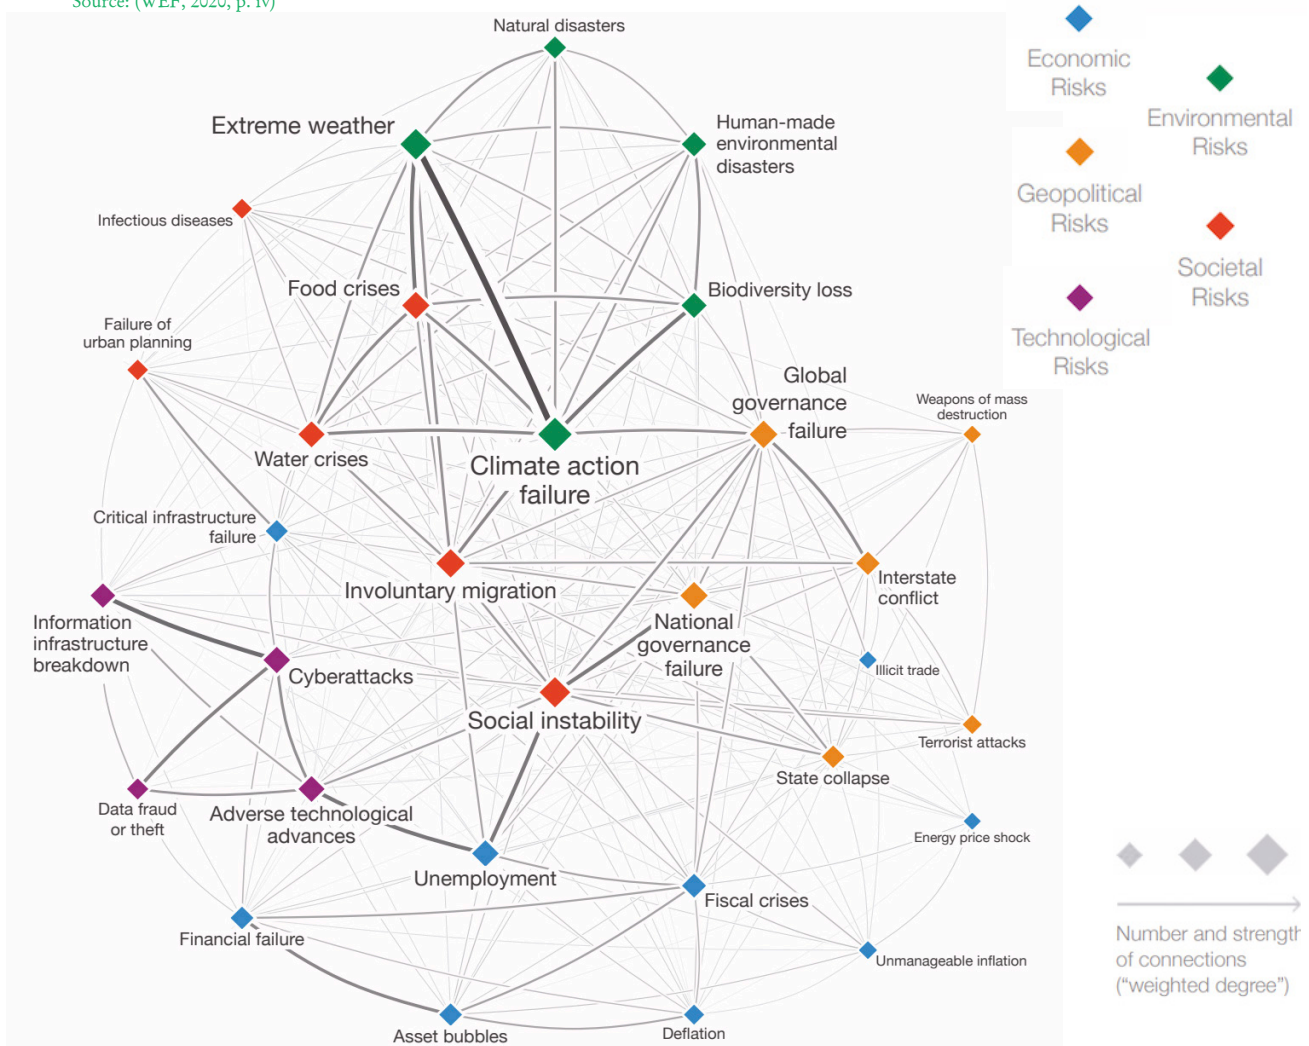 Source: (WEF, 2020, p. iv)
Natural disasters
Extreme weather
Human-made
environmental
disasters
Infectious diseases
Food crises
Biodiversity loss
Failure of
urban planning
Global
governance
failure
Weapons of mass
destruction
Water crises
Climate action
failure
Critical infrastructure
failure
Involuntary migration
Interstate
conflict
Information
infrastructure
breakdown
National
governance
failure
Cyberattacks
Illicit trade
Social instability
Terrorist attacks
State collapse
Data fraud
or theft
Adverse technological
advances
Energy price shock
Unemployment
Fiscal crises
Financial failure
Unmanageable inflation
Asset bubbles
Deflation
Economic
Risks
Environmental
Risks
Geopolitical
Risks
Societal
Risks
Technological
Risks
Number and strength
of connections
("weighted degree")